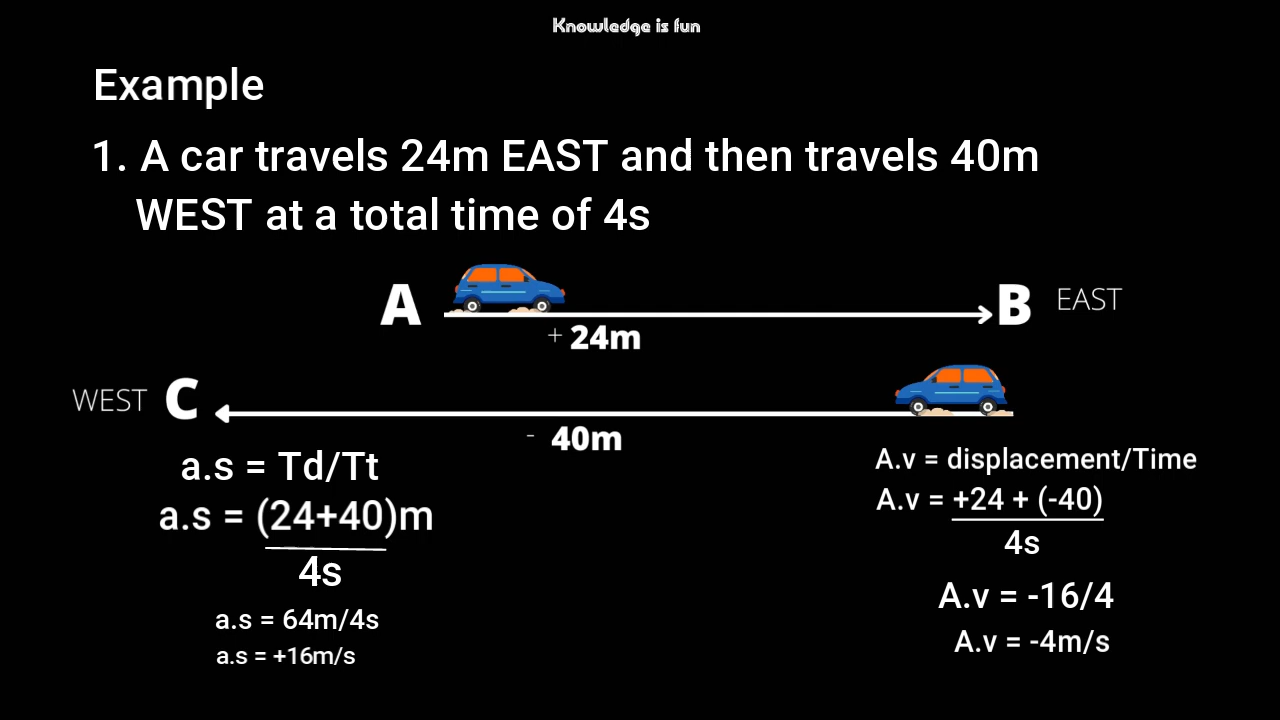 Knowledge is fun
Example
1. A car travels 24m EAST and then travels 40m
WEST at a total time of 4s
A
B EAST
+ 24m
WEST C
- 40m
a.s = Td/Tt
a.s = (24+40)m
4s
a.s = 64m/4s
a.s = +16m/s
A.v = displacement/Time
A.v = +24 + (-40)
4s
A.v = -16/4
A.v = -4m/s